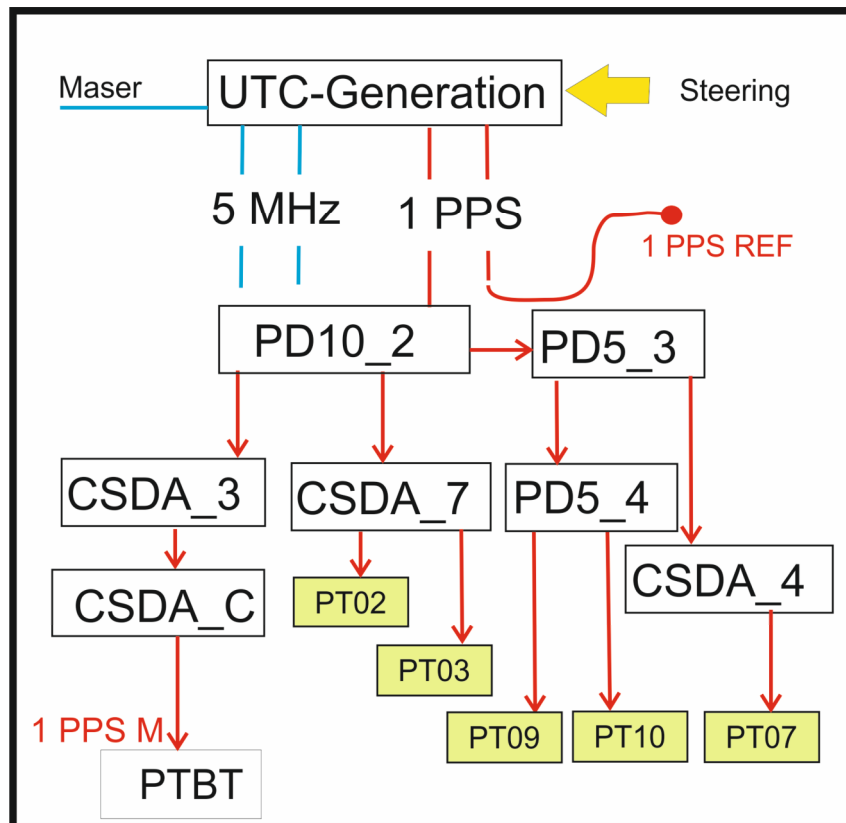 Maser
UTC-Generation
Steering
5 MHz
1 PPS
1 PPS REF
PD10_2
PD5_3
CSDA_3
CSDA_7
PD5_4
CSDA_C
PT02
CSDA_4
PT03
1 PPS M
PT09
PT10
PT07
PTBT